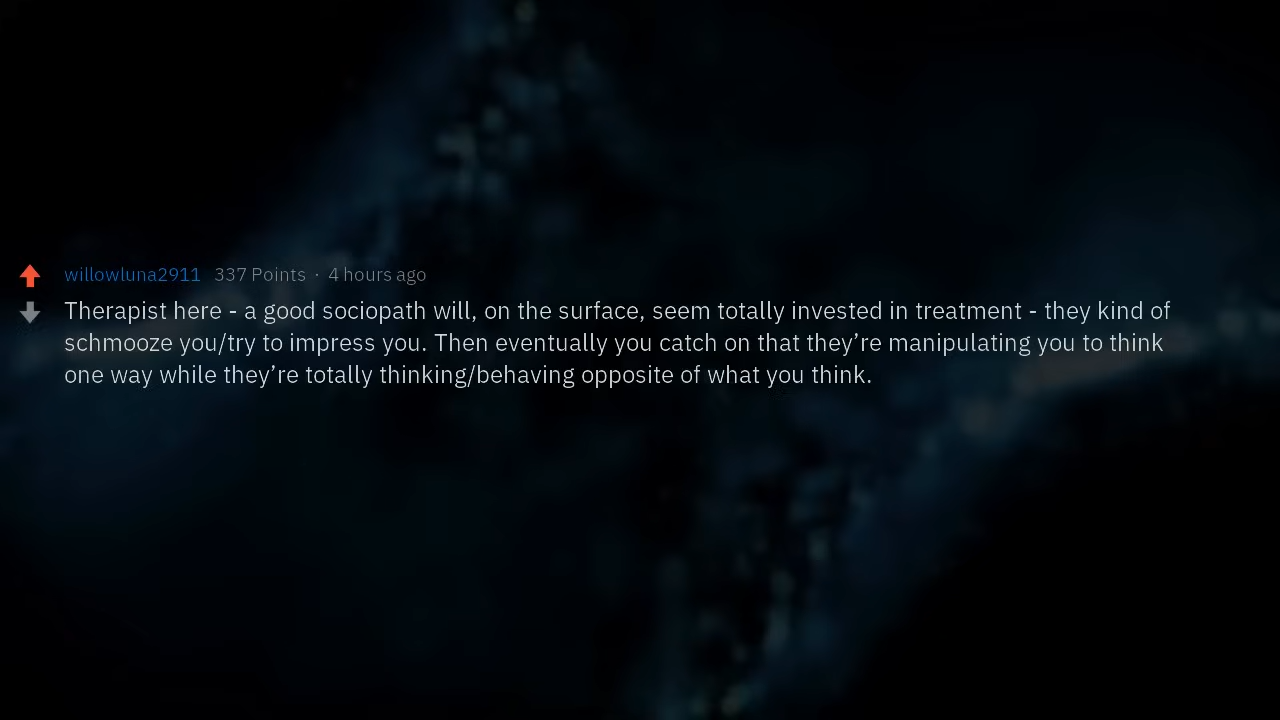 willowluna2911 337 Points · 4 hours ago
Therapist here - a good sociopath will, on the surface, seem totally invested in treatment - they kind of
schmooze you/try to impress you. Then eventually you catch on that they’re manipulating you to think
one way while they’re totally thinking/behaving opposite of what you think.